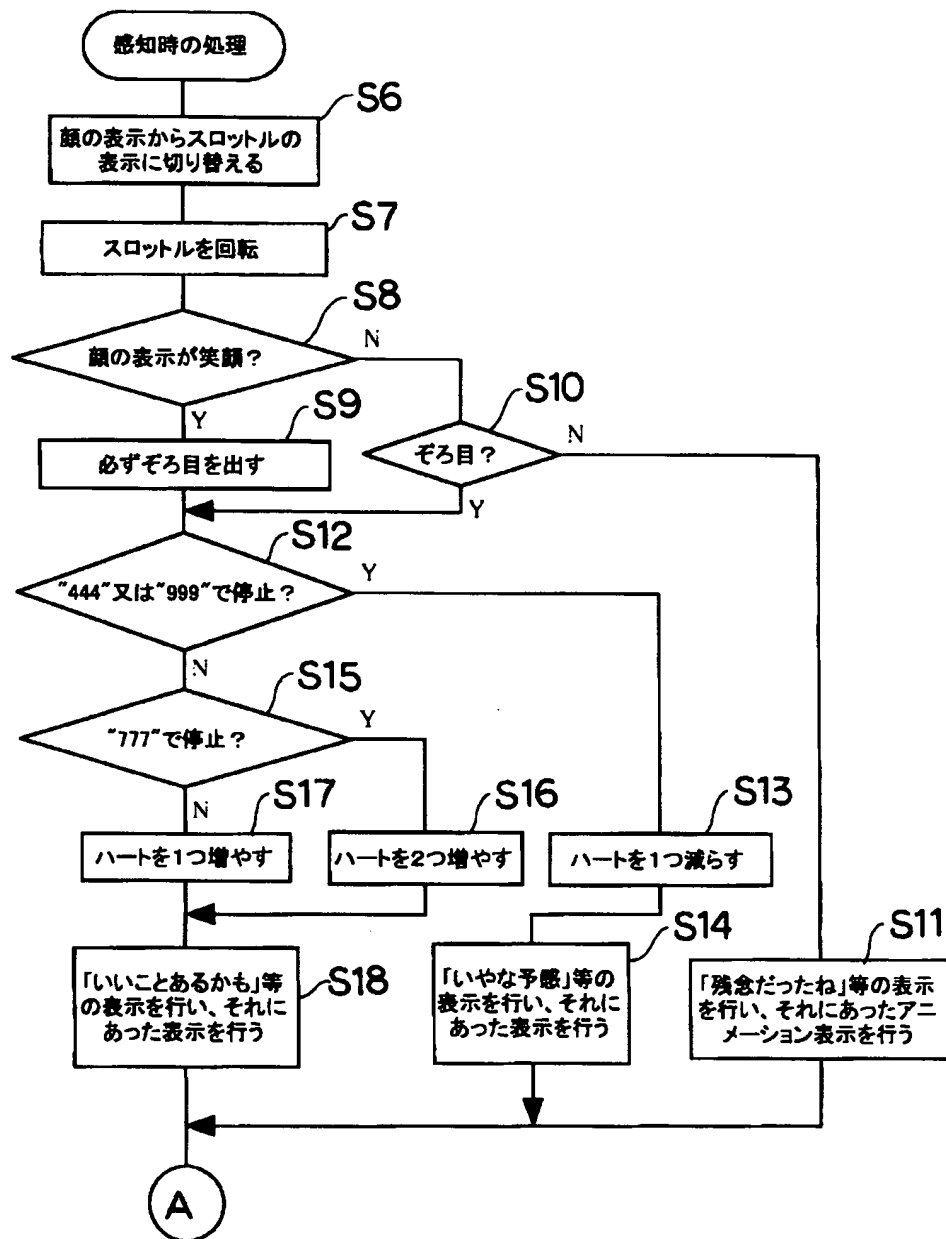 感知時の処理
S6
顔の表示からスロットルの
表示に切り替える
S7
スロットルを回転
S8
顔の表示が笑顔？
N
Y
S9
必ずぞろ目を出す
S10
ぞろ目？
N
Y
S12
"444"又は"999"で停止？
Y
N
S15
"777"で停止？
Y
N
S17
ハートを1つ増やす
S16
ハートを2つ増やす
S13
ハートを1つ減らす
S18
「いいことあるかも」等
の表示を行い、それに
あった表示を行う
S14
「いやな予感」等の
表示を行い、それに
あった表示を行う
S11
「残念だったね」等の表示
を行い、それにあったアニ
メーション表示を行う
A